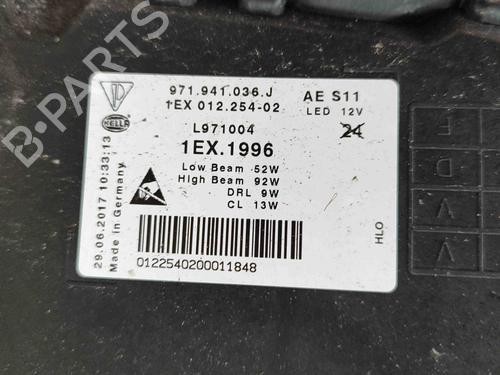 971.941.036.J
1EX 012.254-02
AE S11
LED 12V
24
HELLA
L971004
1EX.1996
Low Beam 52W
High Beam 92W
DRL 9W
CL 13W
29.06.2017 10:33:13
Made in Germany
0122540200011848
HLO
E
D
V
V